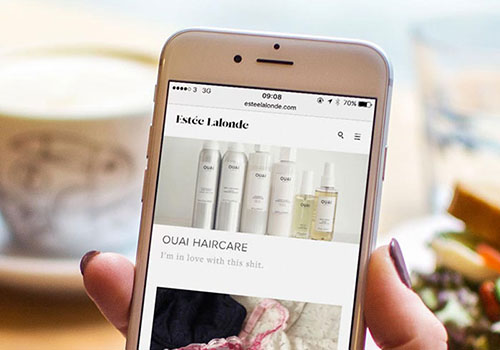 3 3G 09:08 70%
esteelalonde.com
Estée Lalonde
OUAI OUAI OUAI OUAI
OUAI HAIRCARE
I'm in love with this shit.